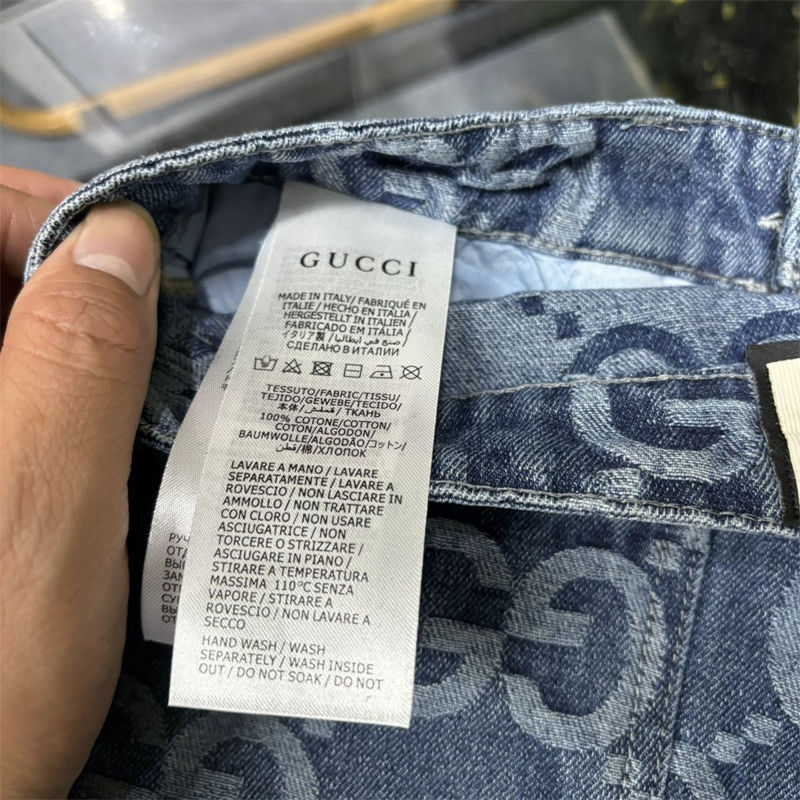 GUCCI
MADE IN ITALY/ FABRIQUÉ EN
ITALIE / HECHO EN ITALIA/
HERGESTELLT IN ITALIEN/
FABRICADO EM ITÁLIA/
イタリア製 / صنع في ايطاليا/
СДЕЛАНО В ИТАЛИИ
TESSUTO/FABRIC/TISSU/
TEJIDO/GEWEBE/TECIDO/
本体/ قماش/ ТКАНЬ
100% COTONE/COTTON/
COTON/ALGODON/
BAUMWOLLE/ALGODÃO/コットン/
قطن/棉/ХЛОПОК
LAVARE A MANO / LAVARE
SEPARATAMENTE / LAVARE
ROVESCIO / NON LASCIARE IN
AMMOLLO / NON TRATTARE
CON CLORO / NON USARE
ASCIUGATRICE / NON
TORCERE O STRIZZARE /
ASCIUGARE IN PIANO /
STIRARE A TEMPERATURA
MASSIMA 110°C SENZA
VAPORE / STIRARE A
ROVESCIO / NON LAVARE A
SECCO
HAND WASH / WASH
SEPARATELY / WASH INSIDE
OUT / DO NOT SOAK / DO NOT